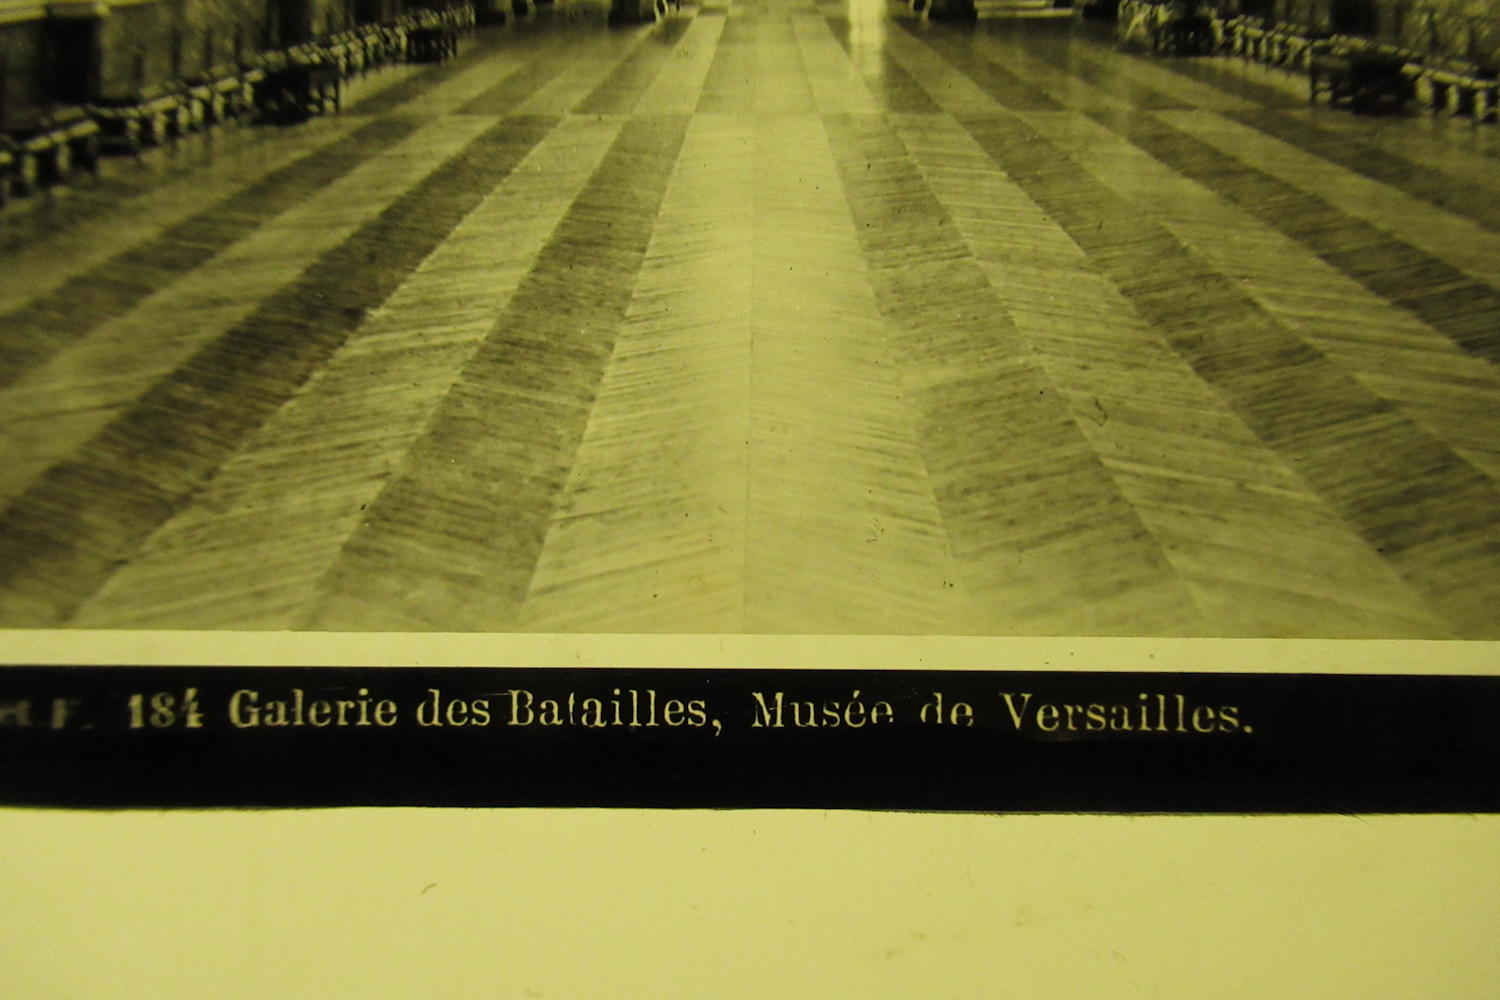 184 Galerie des Batailles, Musée de Versailles.